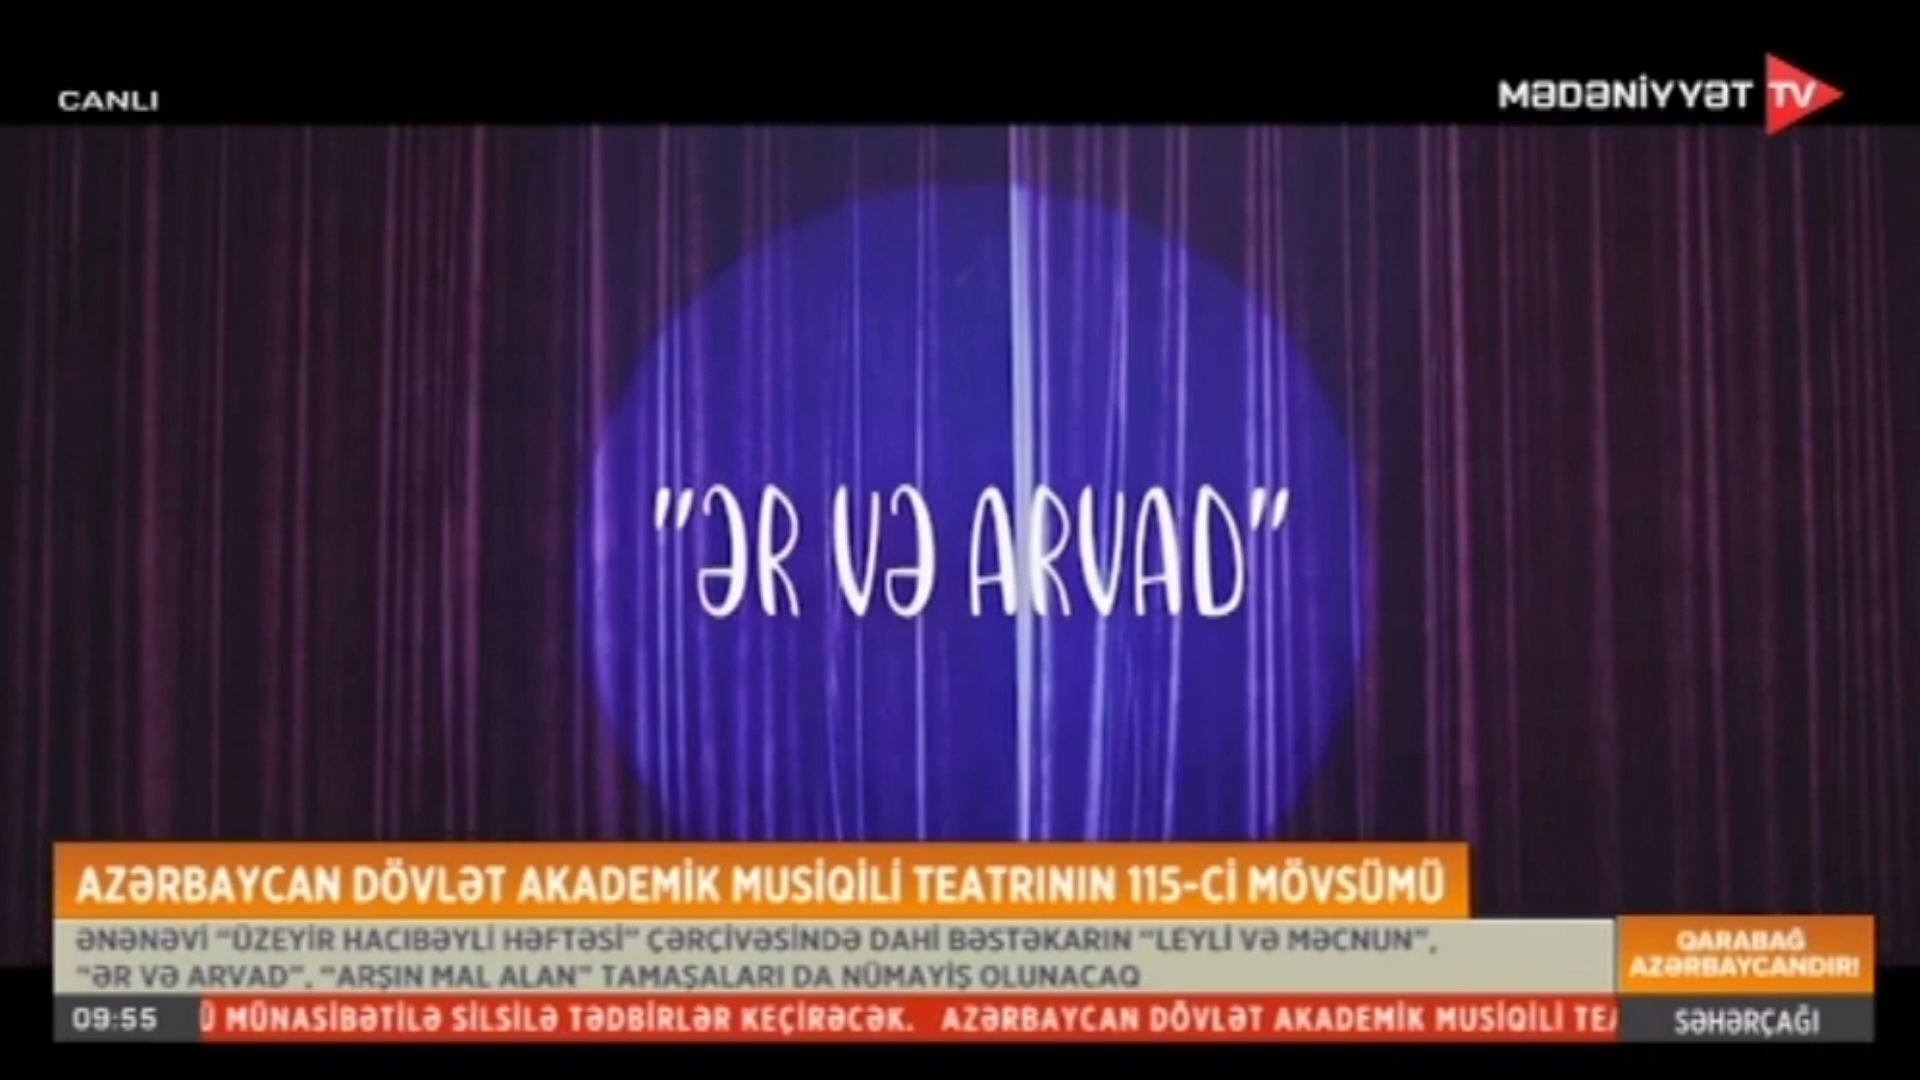 CANLI
MƏDƏNİYYƏT TV
"ƏR VƏ ARVAD"
AZƏRBAYCAN DÖVLƏT AKADEMİK MUSİQİLİ TEATRININ 115-Cİ MÖVSÜMÜ
ƏNƏNƏVİ "ÜZEYİR HACIBƏYLİ HƏFTƏSİ" ÇƏRÇİVƏSİNDƏ DAHİ BƏSTƏKARIN "LEYLİ VƏ MƏCNUN",
"ƏR VƏ ARVAD", "ARŞIN MAL ALAN" TAMAŞALARI DA NÜMAYİŞ OLUNACAQ
QARABAĞ
AZƏRBAYCANDIR!
09:55
Ü MÜNASİBƏTİLƏ SİLSİLƏ TƏDBİRLƏR KEÇİRƏCƏK. AZƏRBAYCAN DÖVLƏT AKADEMİK MUSİQİLİ TEA
SƏHƏRÇAĞI